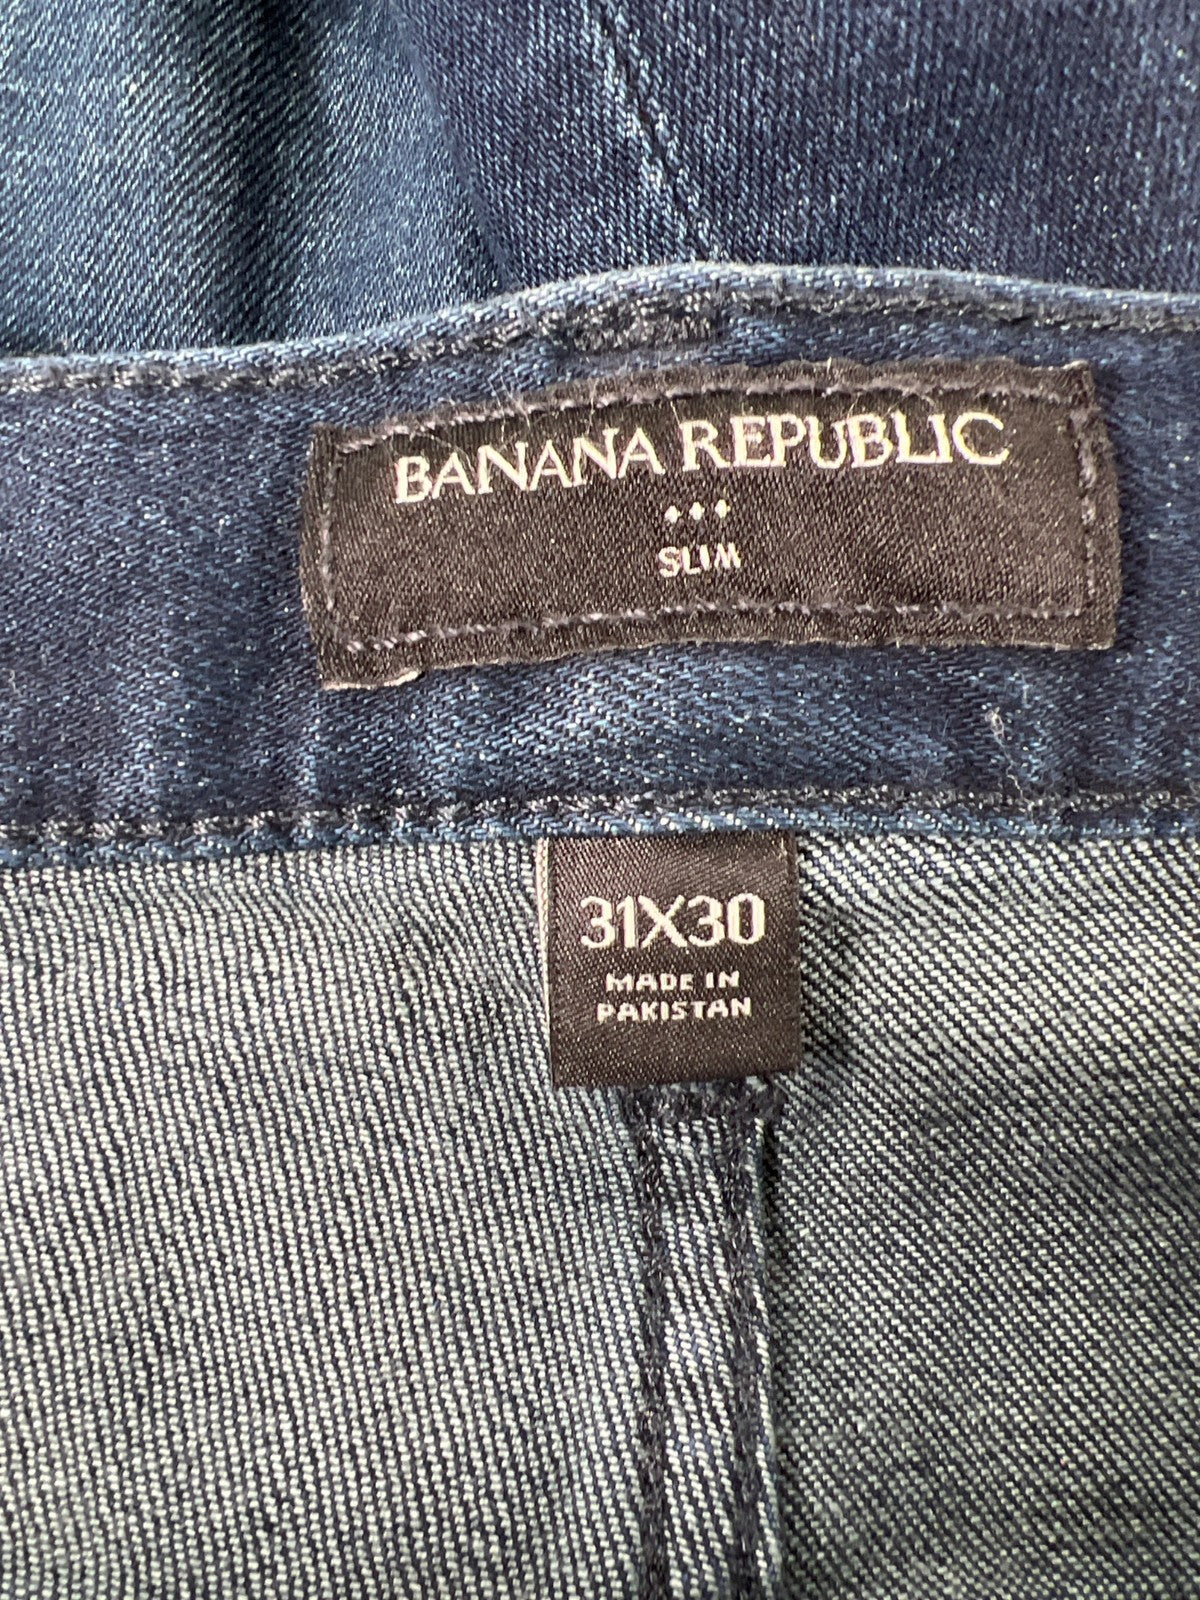 BANANA REPUBLIC
SLIM
31X30
MADE IN
PAKISTAN